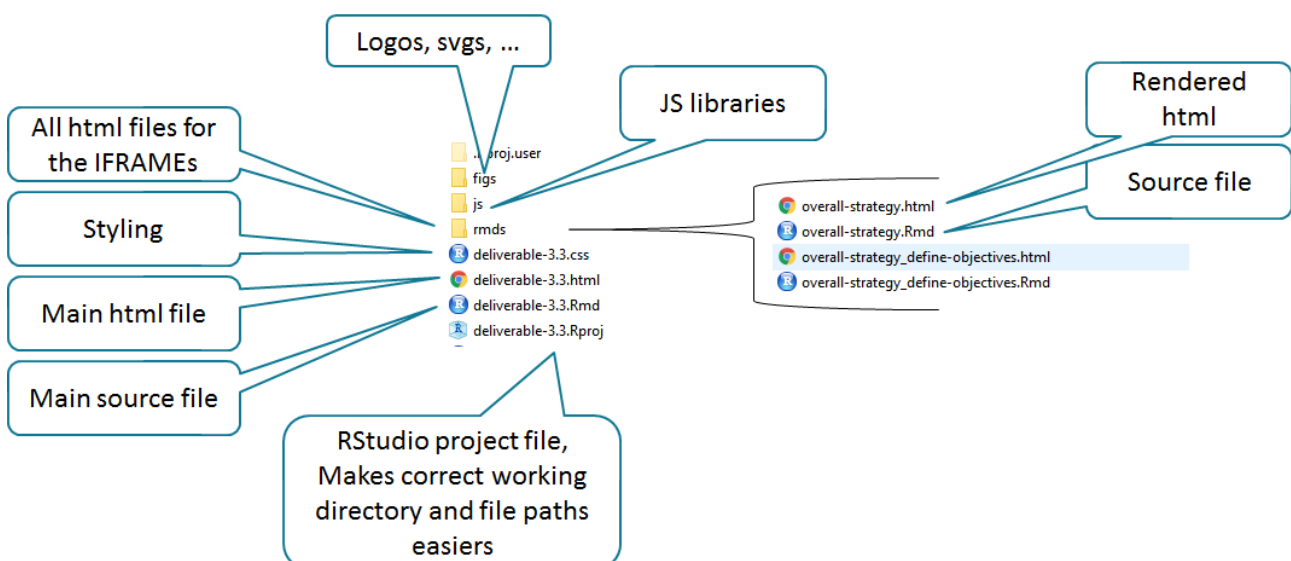 Logos, svgs, ...
JS libraries
Rendered
html
Source file
All html files for
the IFRAMEs
Styling
Main html file
Main source file
proj.user
figs
js
rmds
deliverable-3.3.css
deliverable-3.3.html
deliverable-3.3.Rmd
deliverable-3.3.Rproj
overall-strategy.html
overall-strategy.Rmd
overall-strategy_define-objectives.html
overall-strategy_define-objectives.Rmd
RStudio project file,
Makes correct working
directory and file paths
easiers